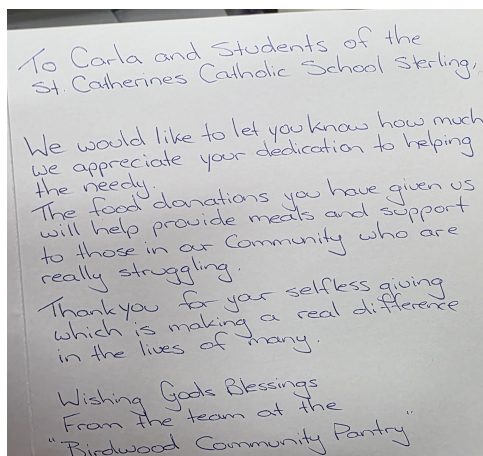 To Carla and Students of the
St. Catherines Catholic School Sterling,
We would like to let you know how much
we appreciate your dedication to helping
the needy.
The food donations you have given us
will help provide meals and support
to those in our Community who are
really struggling.
Thankyou for your selfless giving
which is making a real difference
in the lives of many.
Wishing Gods Blessings
From the team at the
"Birdwood Community Pantry"